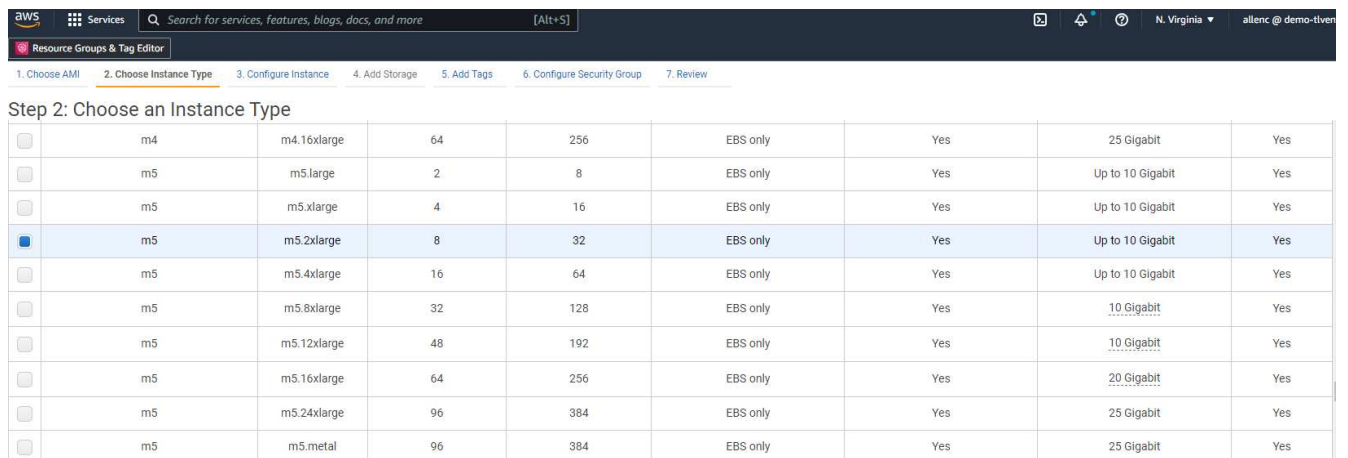 aws Services Search for services, features, blogs, docs, and more [Alt+S] N. Virginia ▼ allenc @ demo-tlven
Resource Groups & Tag Editor
1. Choose AMI 2. Choose Instance Type 3. Configure Instance 4. Add Storage 5. Add Tags 6. Configure Security Group 7. Review
Step 2: Choose an Instance Type
m4 m4.16xlarge 64 256 EBS only Yes 25 Gigabit Yes
m5 m5.large 2 8 EBS only Yes Up to 10 Gigabit Yes
m5 m5.xlarge 4 16 EBS only Yes Up to 10 Gigabit Yes
m5 m5.2xlarge 8 32 EBS only Yes Up to 10 Gigabit Yes
m5 m5.4xlarge 16 64 EBS only Yes Up to 10 Gigabit Yes
m5 m5.8xlarge 32 128 EBS only Yes 10 Gigabit Yes
m5 m5.12xlarge 48 192 EBS only Yes 10 Gigabit Yes
m5 m5.16xlarge 64 256 EBS only Yes 20 Gigabit Yes
m5 m5.24xlarge 96 384 EBS only Yes 25 Gigabit Yes
m5 m5.metal 96 384 EBS only Yes 25 Gigabit Yes